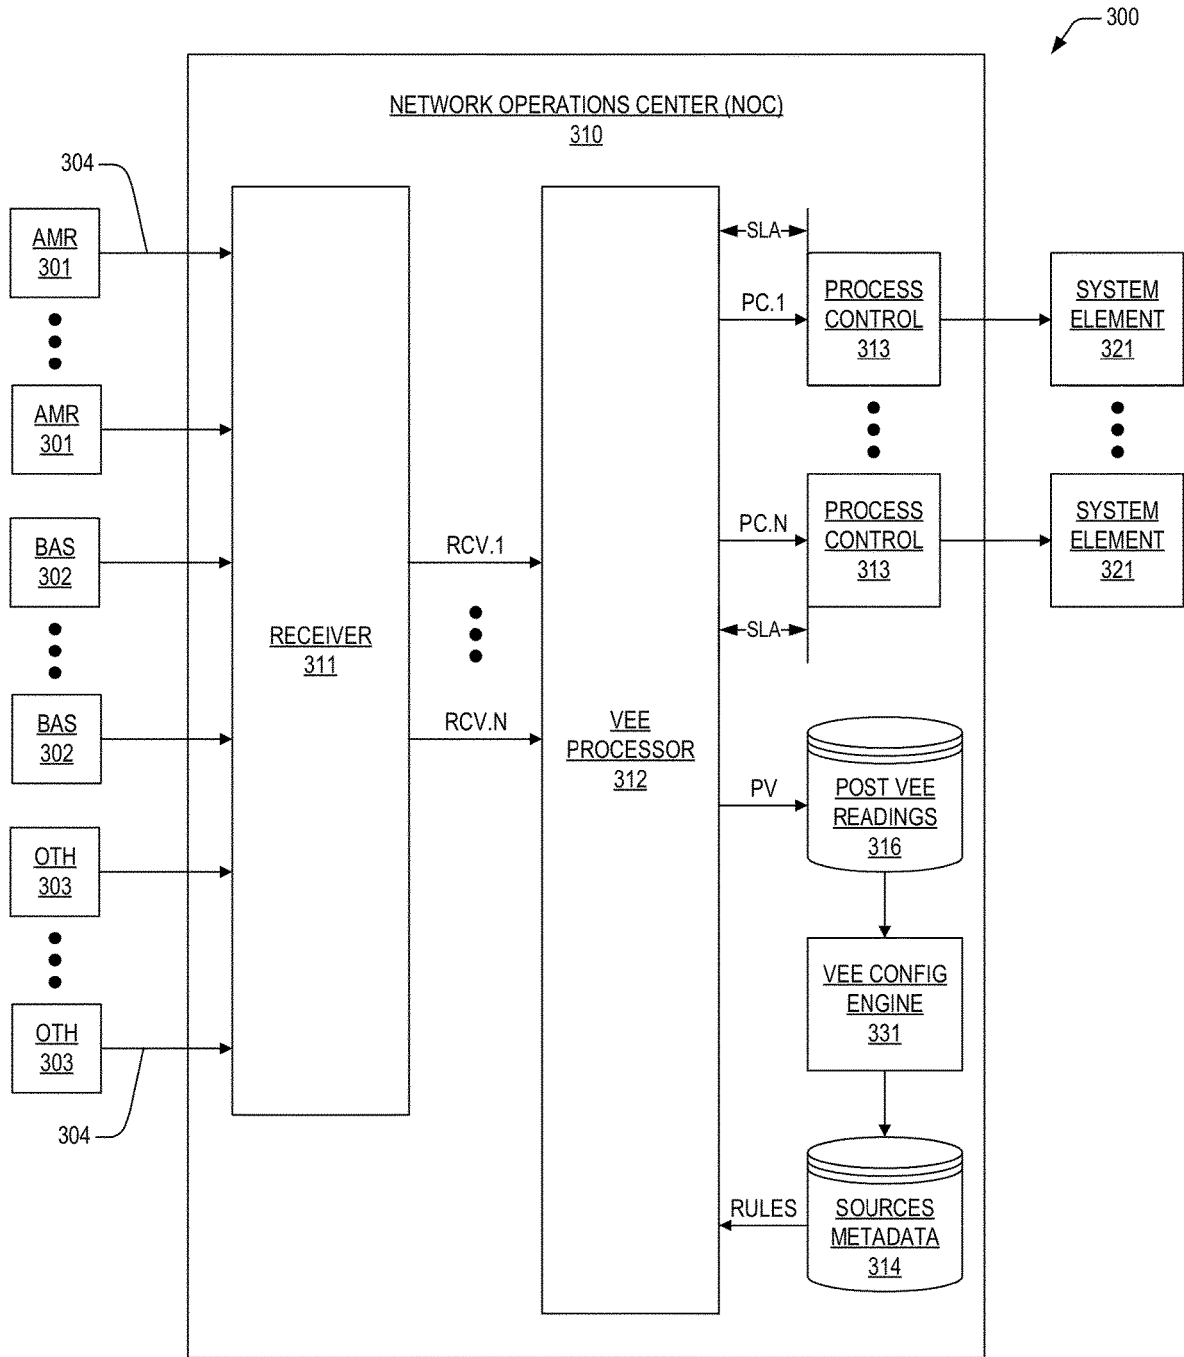 300
NETWORK OPERATIONS CENTER (NOC)
310
304
AMR
301
AMR
301
BAS
302
BAS
302
OTH
303
OTH
303
304
RECEIVER
311
RCV.1
RCV.N
VEE
PROCESSOR
312
SLA
PC.1
PROCESS
CONTROL
313
SYSTEM
ELEMENT
321
PC.N
PROCESS
CONTROL
313
SYSTEM
ELEMENT
321
SLA
PV
POST VEE
READINGS
316
VEE CONFIG
ENGINE
331
RULES
SOURCES
METADATA
314